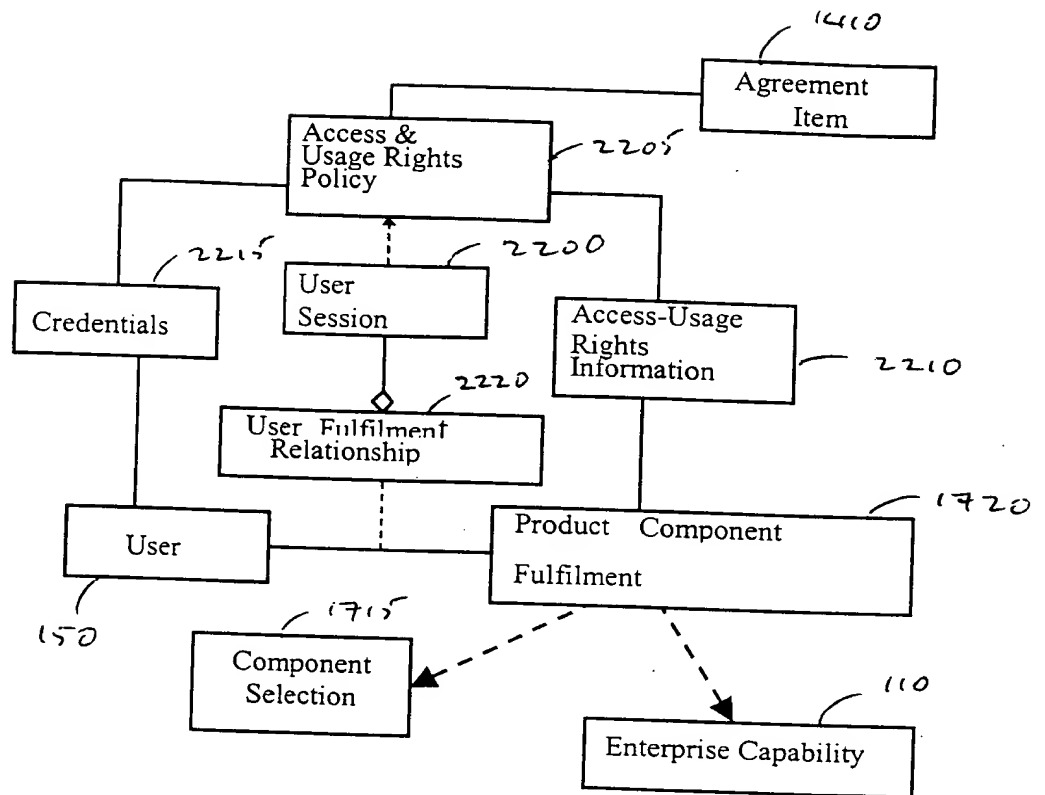 1410
Agreement
Item
Access &
Usage Rights
Policy
2205
2215
2200
User
Session
Credentials
Access-Usage
Rights
Information
2210
2220
User Fulfilment
Relationship
1720
Product Component
Fulfilment
User
150
1715
Component
Selection
110
Enterprise Capability